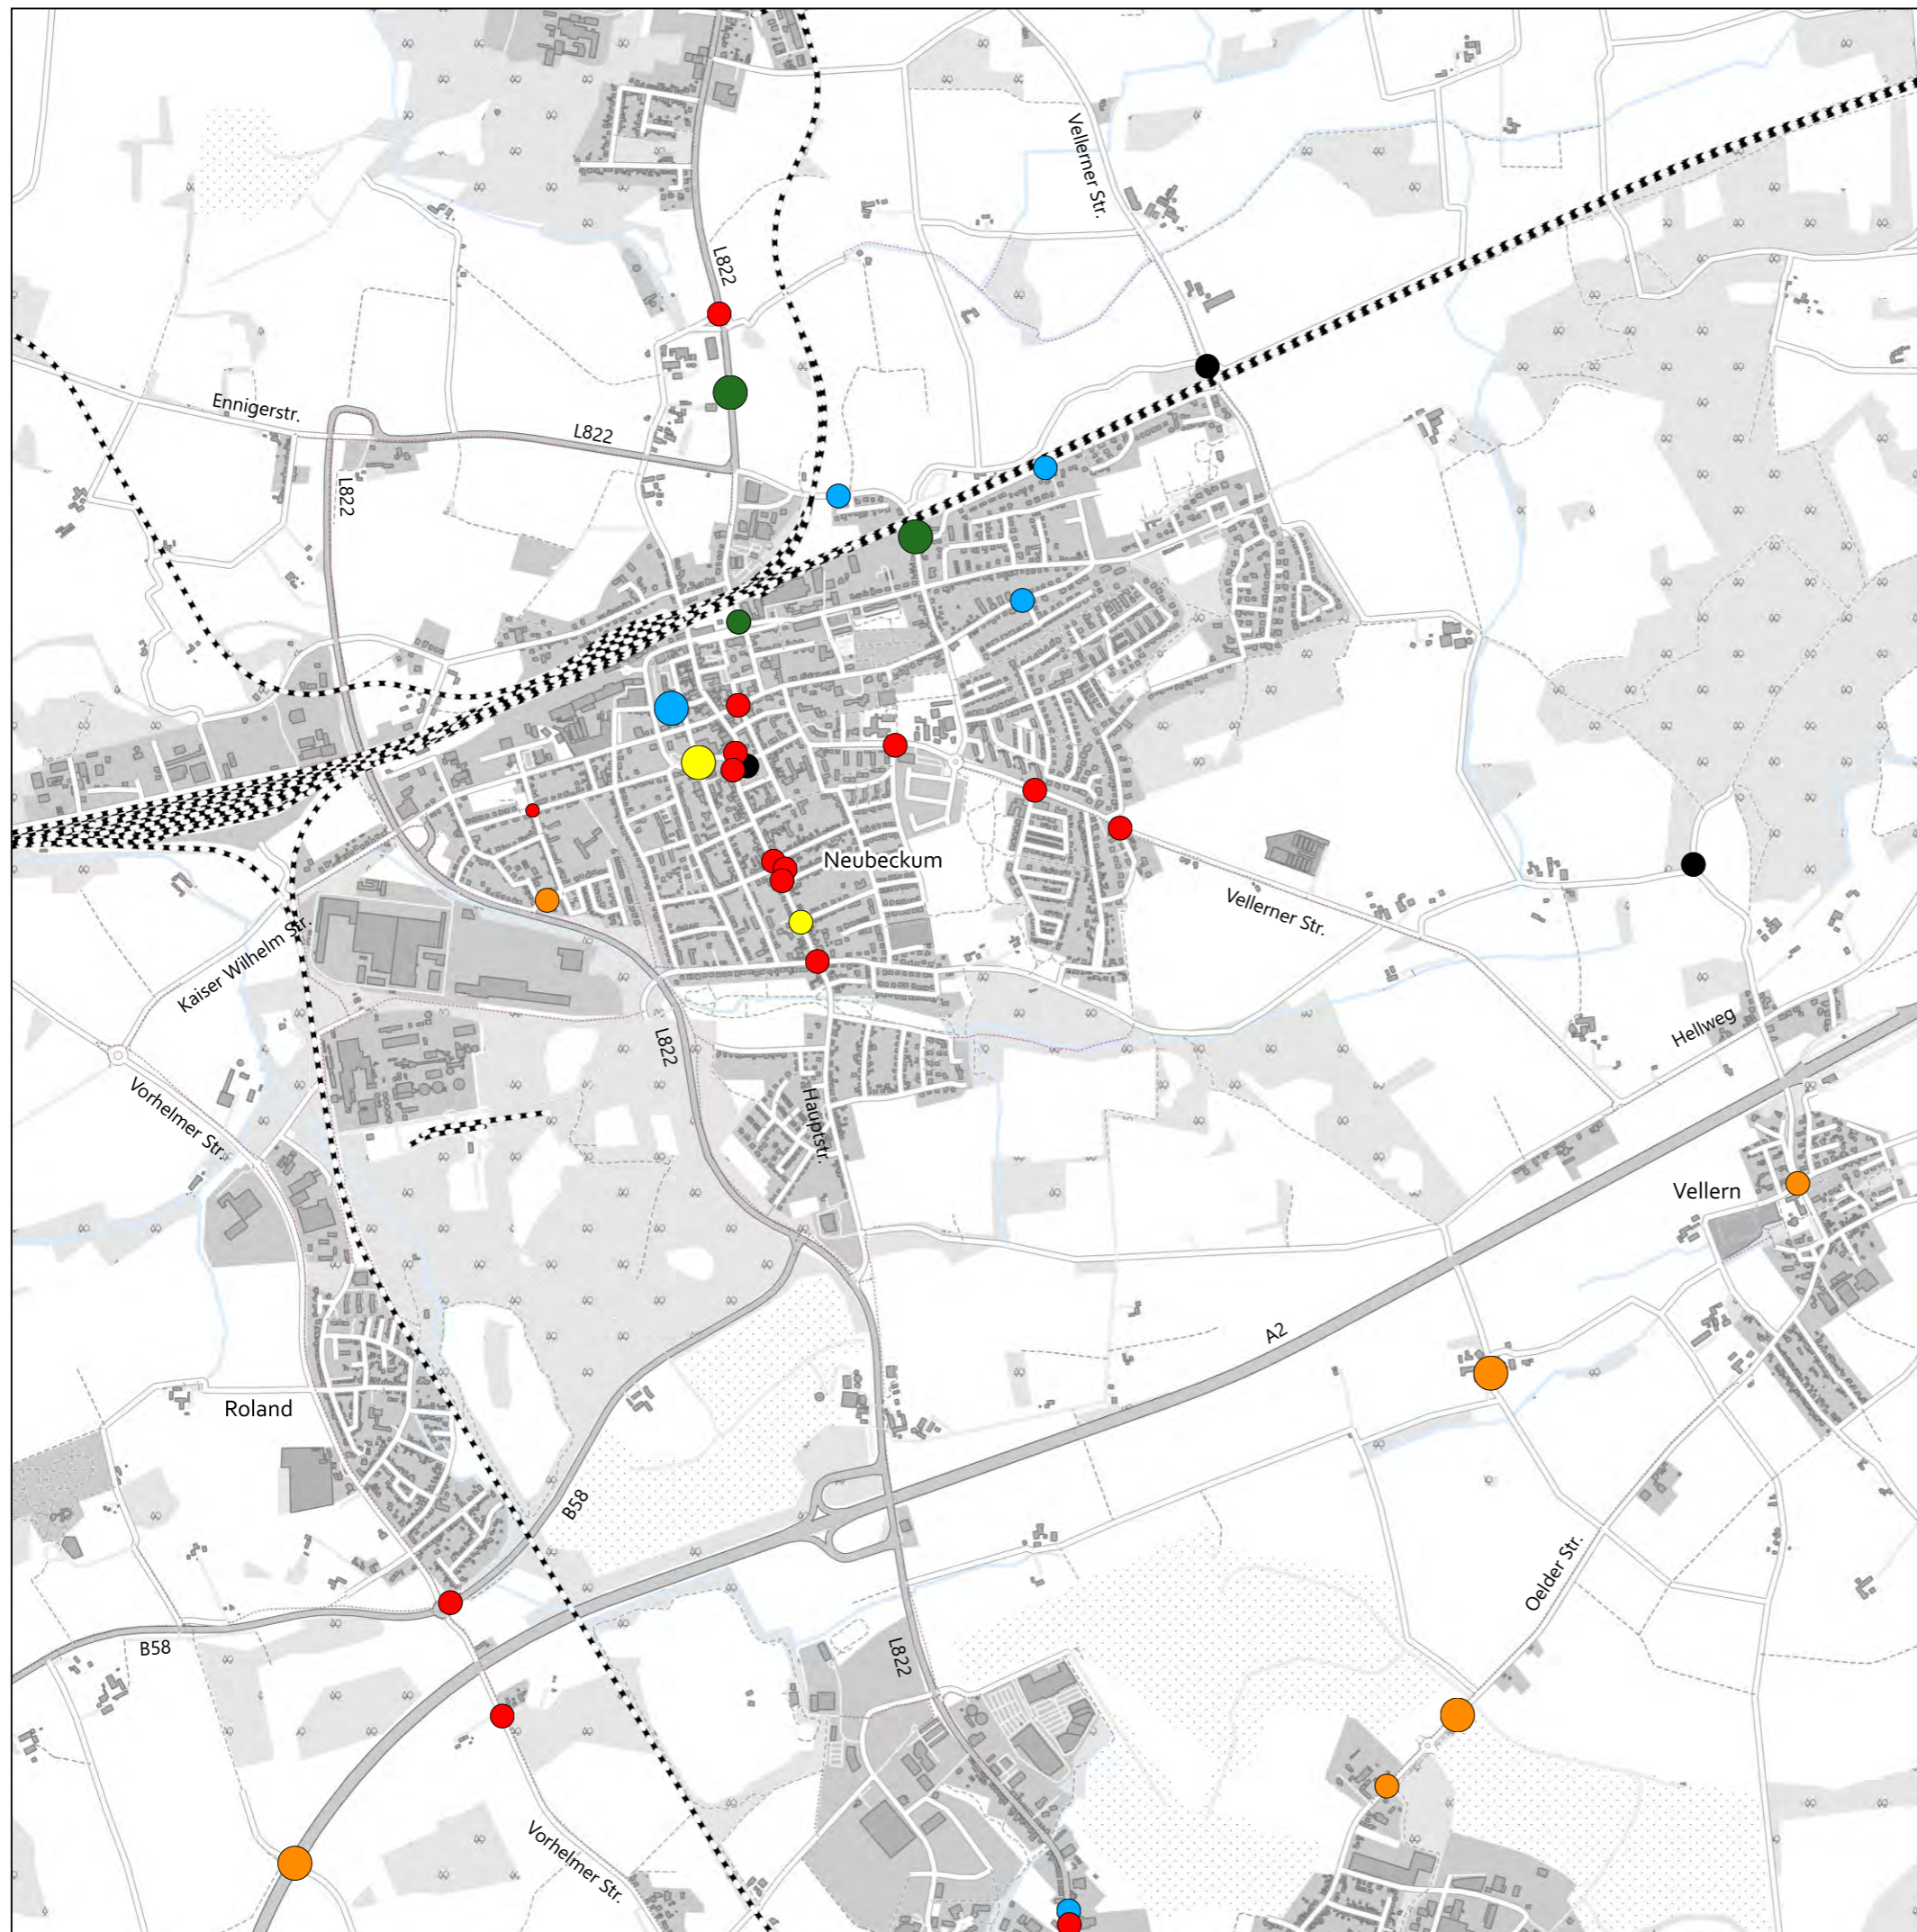 Vellerner Str.
L822
Ennigerstr.
L822
L822
Neubeckum
Vellerner Str.
Kaiser Wilhelm Str.
Hellweg
L822
Vorhelmer Str.
Hauptstr.
Vellern
A2
Roland
B58
Oelder Str.
B58
L822
Vorhelmer Str.